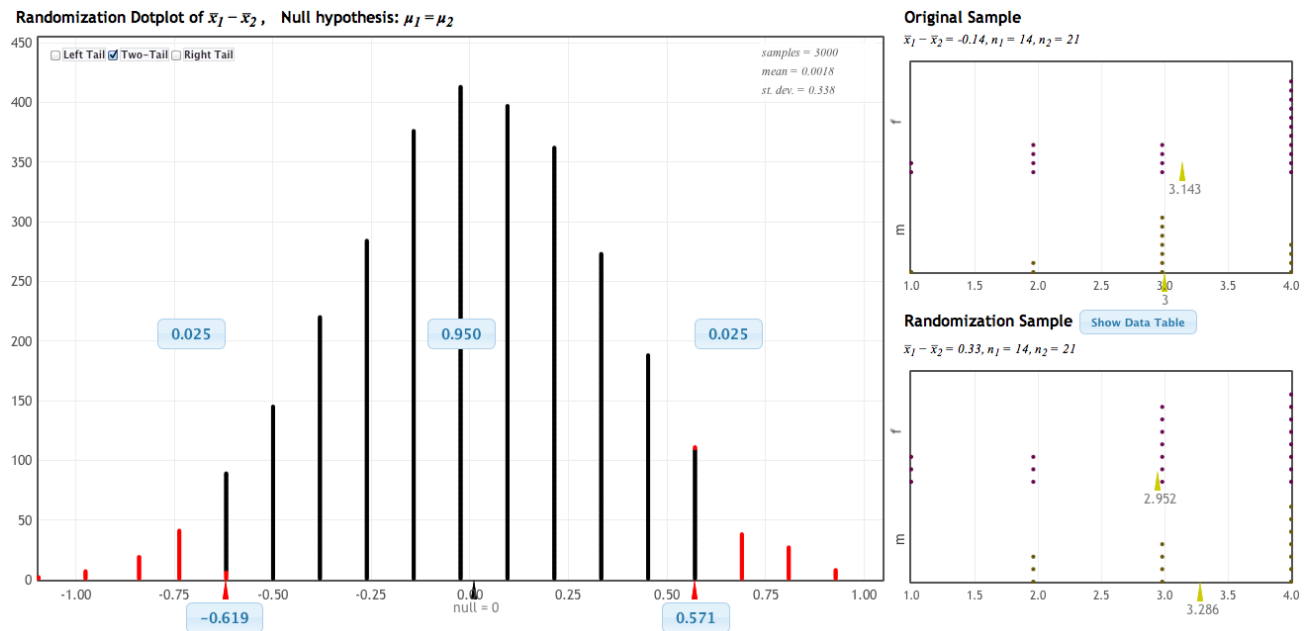 Randomization Dotplot of x̄₁ − x̄₂ , Null hypothesis: μ₁ = μ₂
Left Tail Two-Tail Right Tail
samples = 3000
mean = 0.0018
st. dev. = 0.338
450
400
350
300
250
200
150
100
50
0
0.025
0.950
0.025
-1.00 -0.75 -0.50 -0.25 0.00 0.25 0.50 0.75 1.00
null = 0
−0.619
0.571
Original Sample
x̄₁ − x̄₂ = -0.14, n₁ = 14, n₂ = 21
f
3.143
m
1.0 1.5 2.0 2.5 3.0 3.5 4.0
3
Randomization Sample Show Data Table
x̄₁ − x̄₂ = 0.33, n₁ = 14, n₂ = 21
f
2.952
m
1.0 1.5 2.0 2.5 3.0 3.5 4.0
3.286